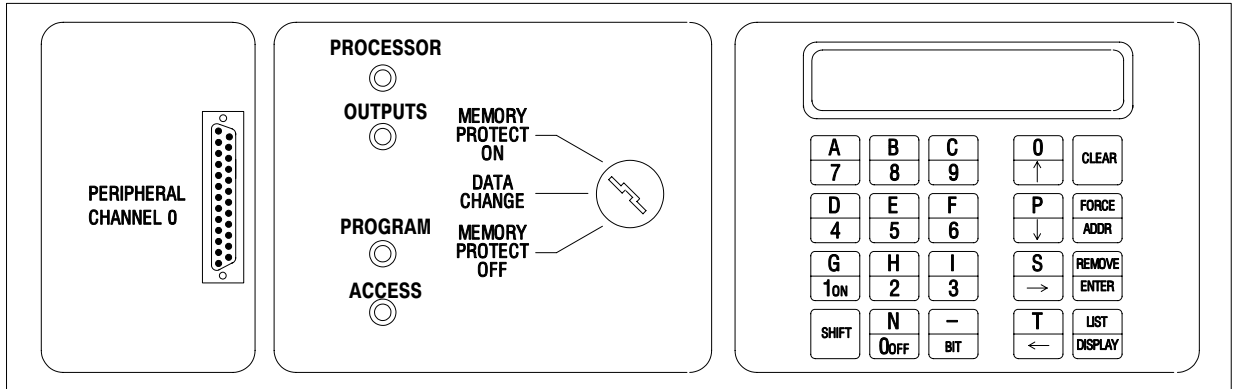 PERIPHERAL
CHANNEL 0
PROCESSOR
OUTPUTS
PROGRAM
ACCESS
MEMORY
PROTECT
ON
DATA
CHANGE
MEMORY
PROTECT
OFF
A B C O CLEAR
7 8 9 ↑
D E F P FORCE
4 5 6 ↓ ADDR
G H I S REMOVE
1ON 2 3 → ENTER
SHIFT N – T LIST
0OFF BIT ← DISPLAY